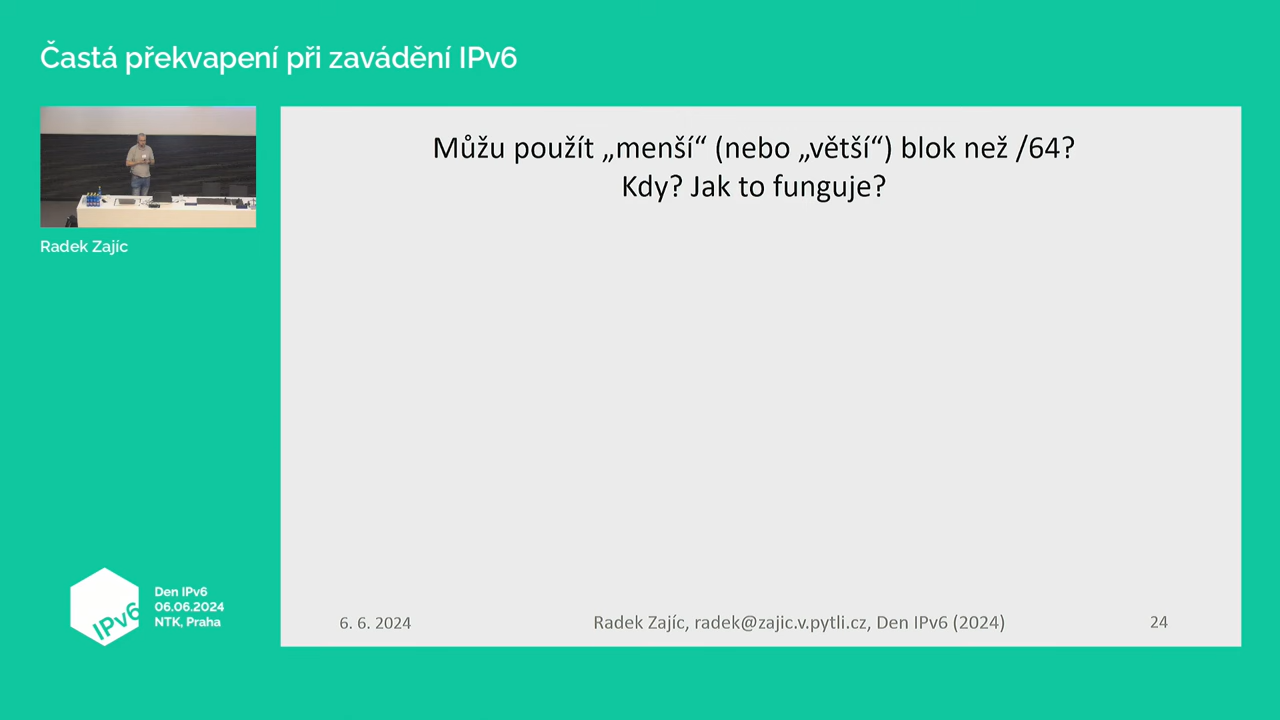 Častá překvapení při zavádění IPv6
Radek Zajíc
Můžu použít „menší“ (nebo „větší“) blok než /64?
Kdy? Jak to funguje?
IPv6
Den IPv6
06.06.2024
NTK, Praha
6. 6. 2024
Radek Zajíc, radek@zajic.v.pytli.cz, Den IPv6 (2024)
24